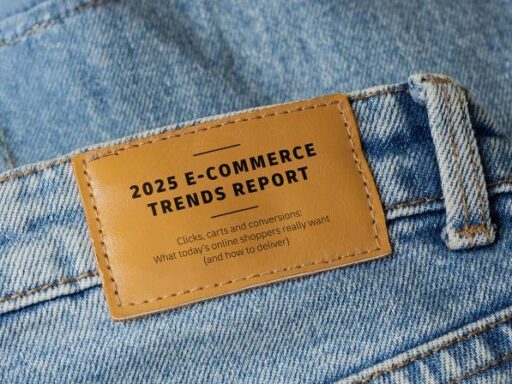 2025 E-COMMERCE
TRENDS REPORT
Clicks, carts and conversions:
What today's online shoppers really want
(and how to deliver)